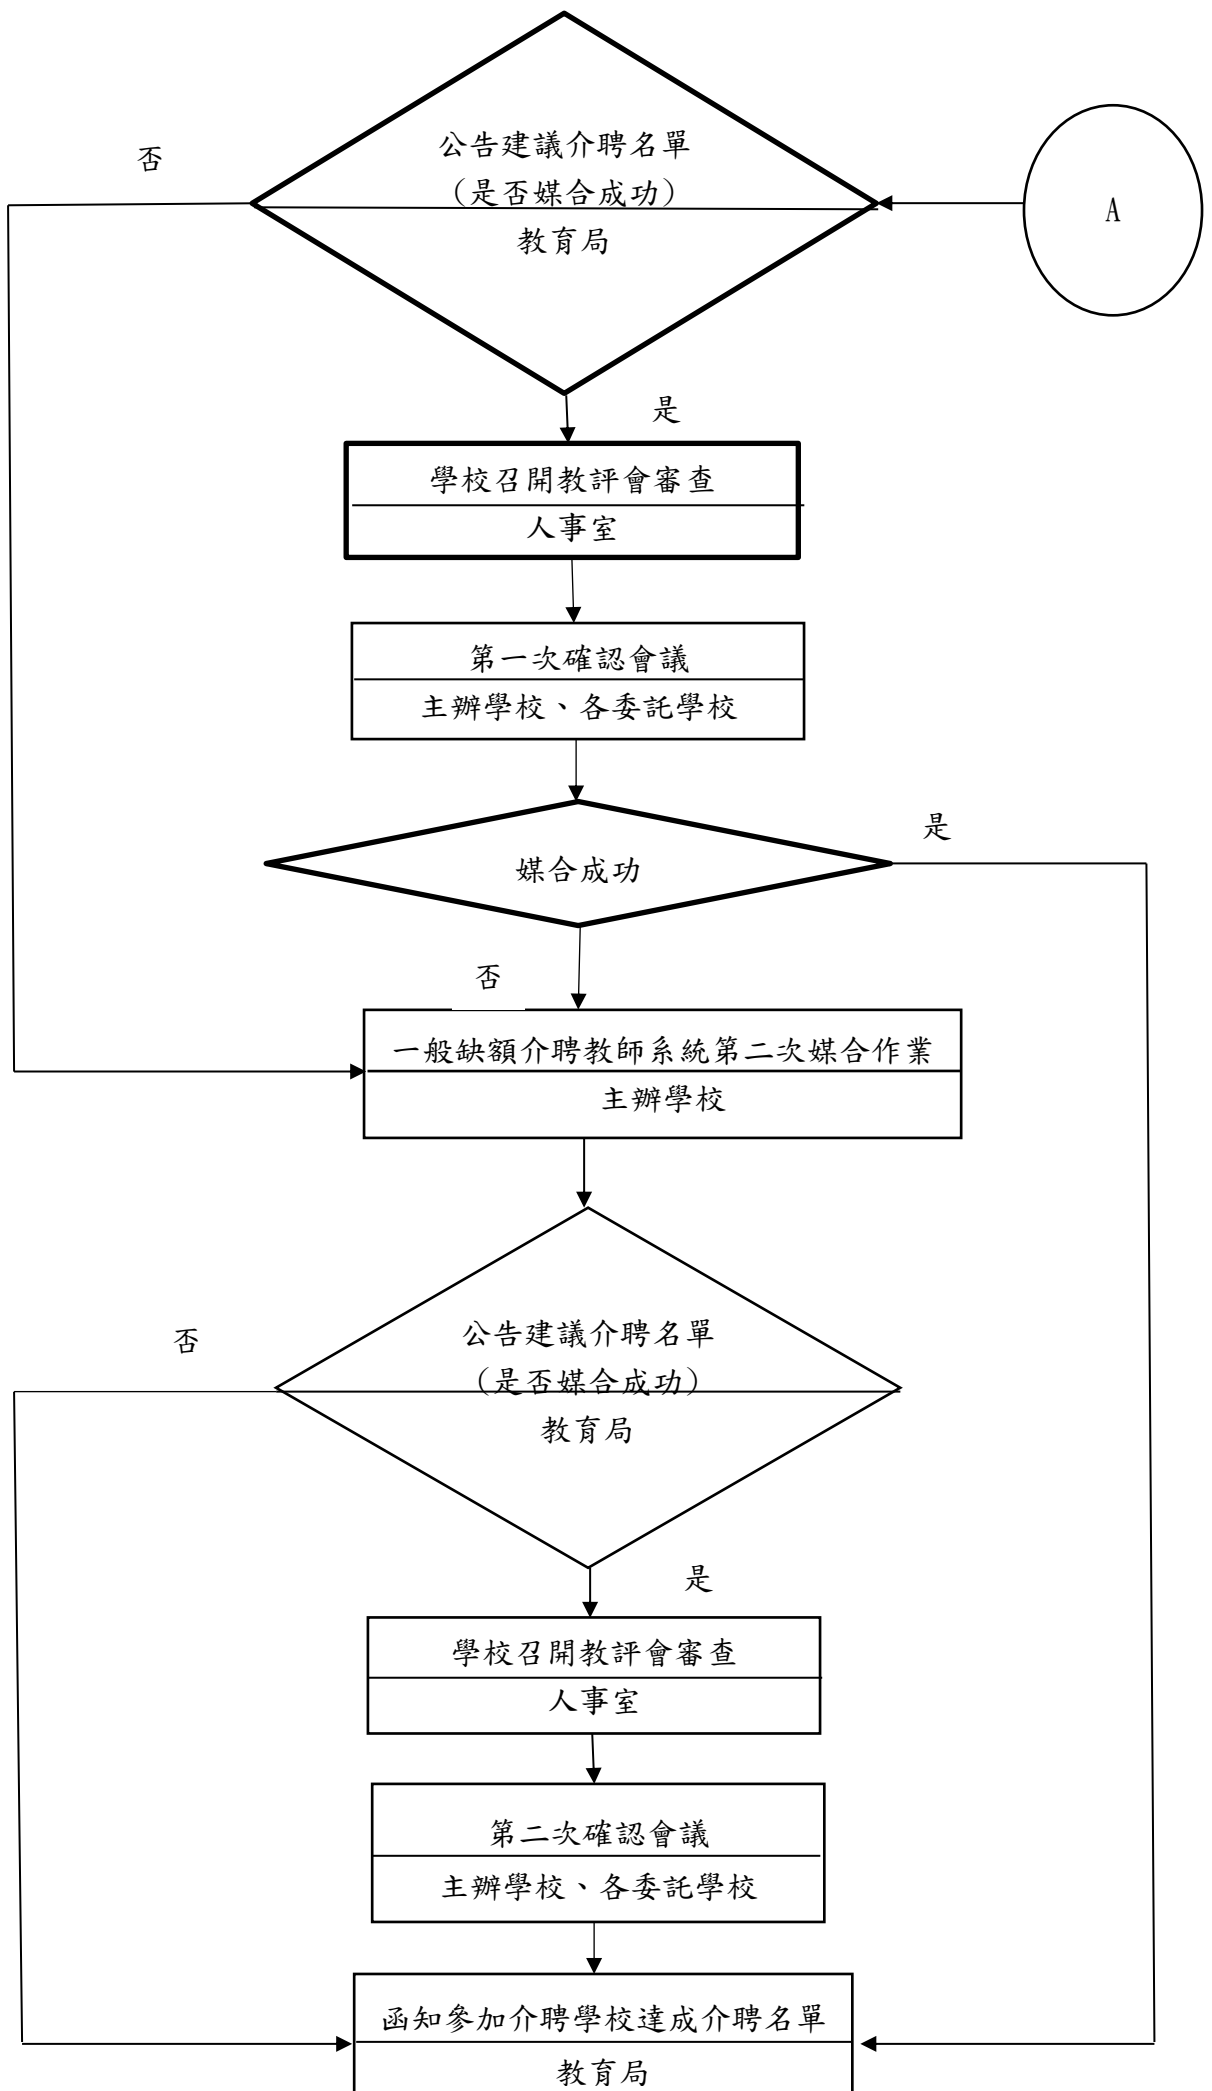 公告建議介聘名單
（是否媒合成功）
教育局
否
A
是
學校召開教評會審查
人事室
第一次確認會議
主辦學校、各委託學校
媒合成功
是
否
一般缺額介聘教師系統第二次媒合作業
主辦學校
公告建議介聘名單
（是否媒合成功）
教育局
否
是
學校召開教評會審查
人事室
第二次確認會議
主辦學校、各委託學校
函知參加介聘學校達成介聘名單
教育局